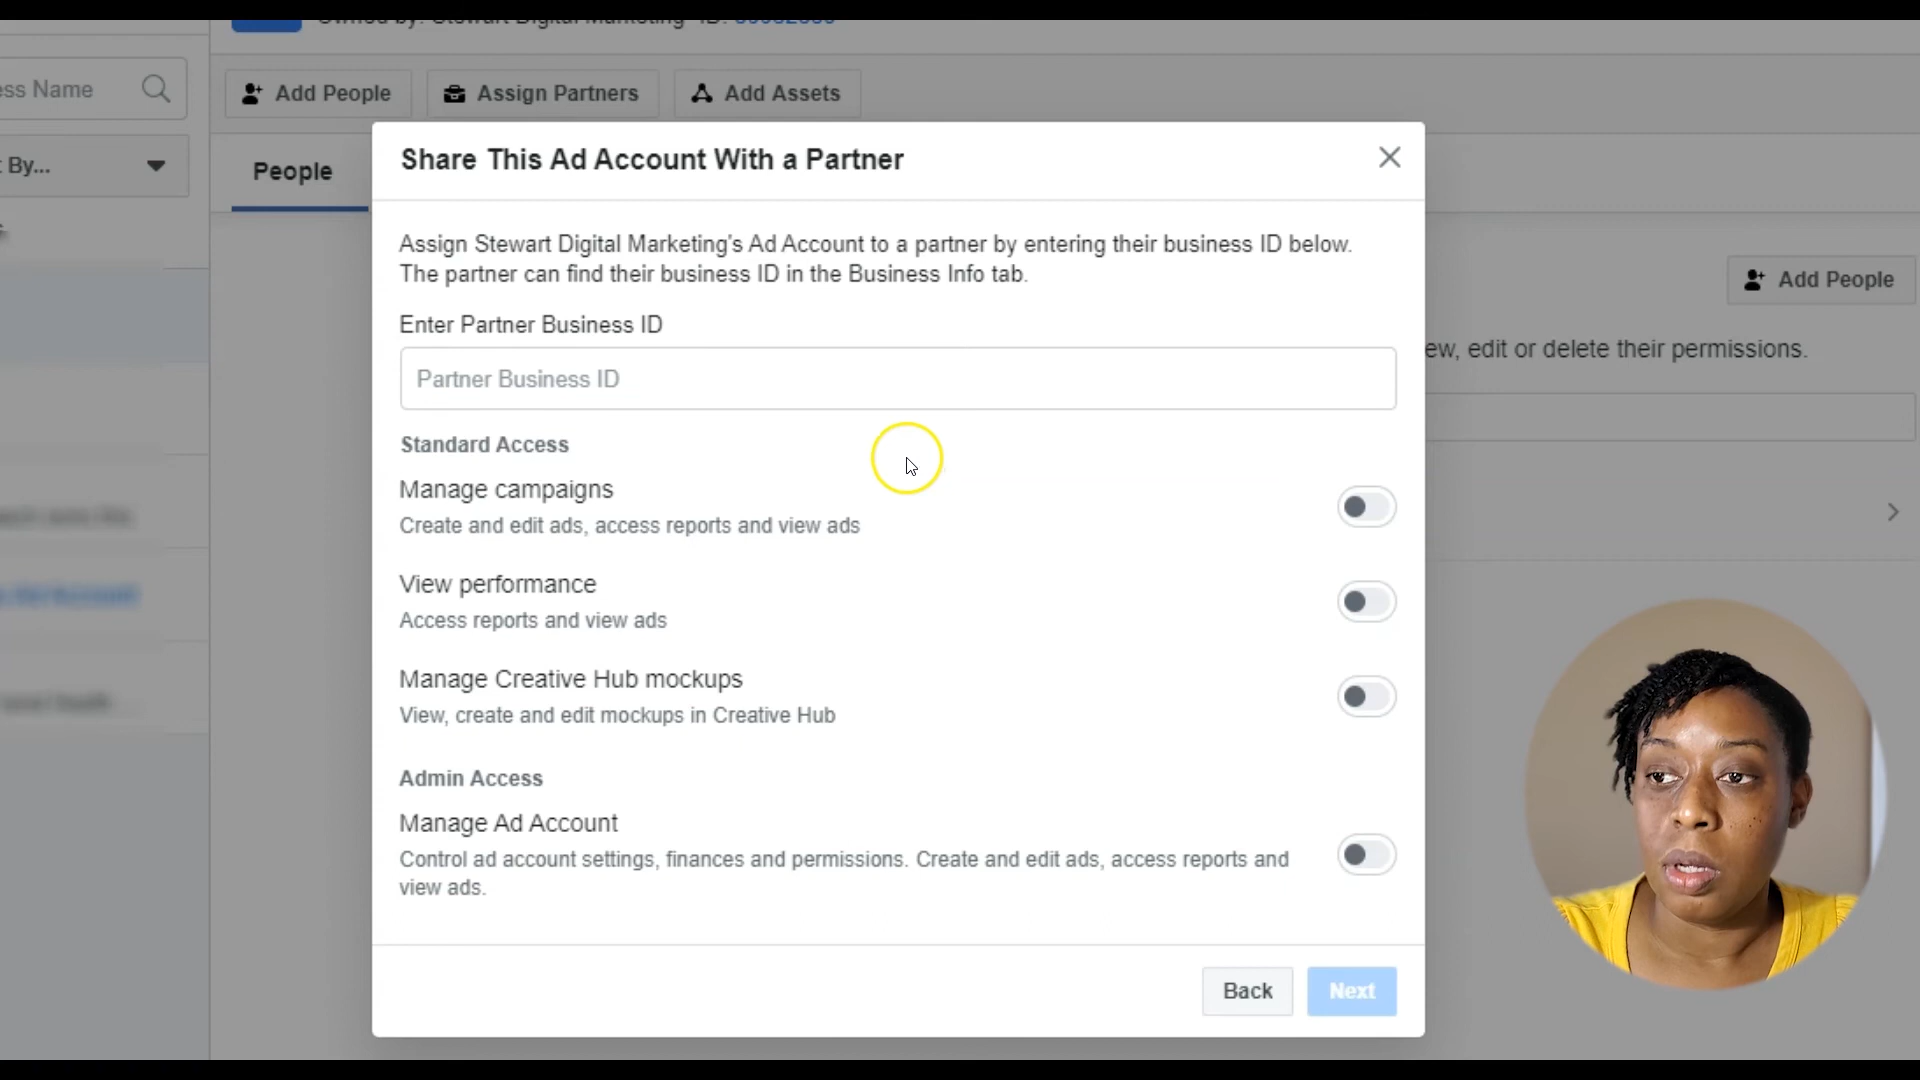 Owned by: Stewart Digital Marketing ID:
ess Name
Add People
Assign Partners
Add Assets
By...
People
Share This Ad Account With a Partner
Assign Stewart Digital Marketing's Ad Account to a partner by entering their business ID below.
The partner can find their business ID in the Business Info tab.
Add People
Enter Partner Business ID
ew, edit or delete their permissions.
Partner Business ID
Standard Access
Manage campaigns
Create and edit ads, access reports and view ads
View performance
Access reports and view ads
Manage Creative Hub mockups
View, create and edit mockups in Creative Hub
Admin Access
Manage Ad Account
Control ad account settings, finances and permissions. Create and edit ads, access reports and
view ads.
Back
Next